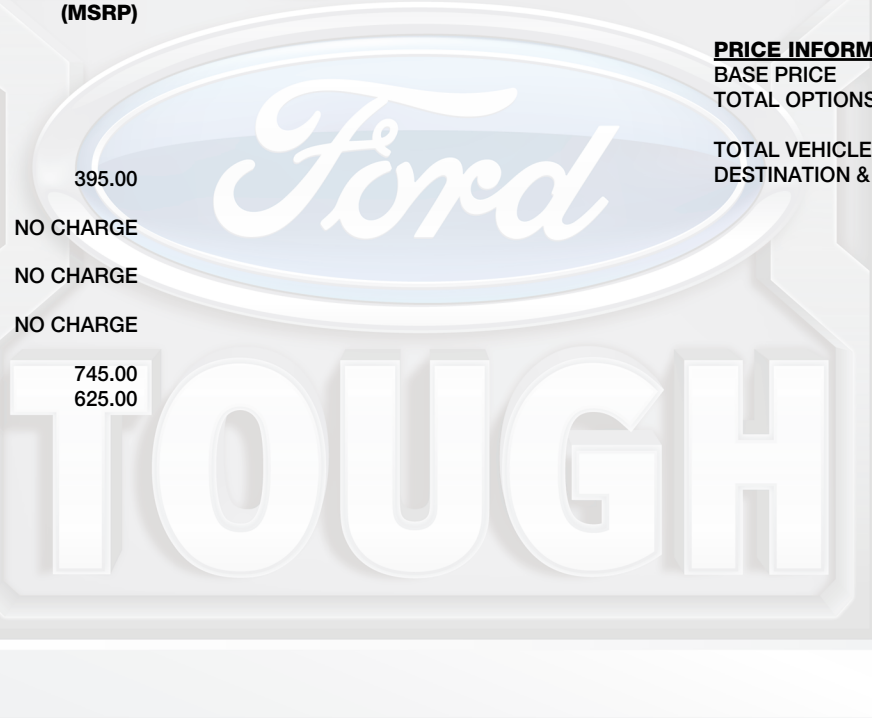 (MSRP)
395.00
NO CHARGE
NO CHARGE
NO CHARGE
745.00
625.00
PRICE INFORM
BASE PRICE
TOTAL OPTIONS
TOTAL VEHICLE
DESTINATION &
Ford
TOUGH